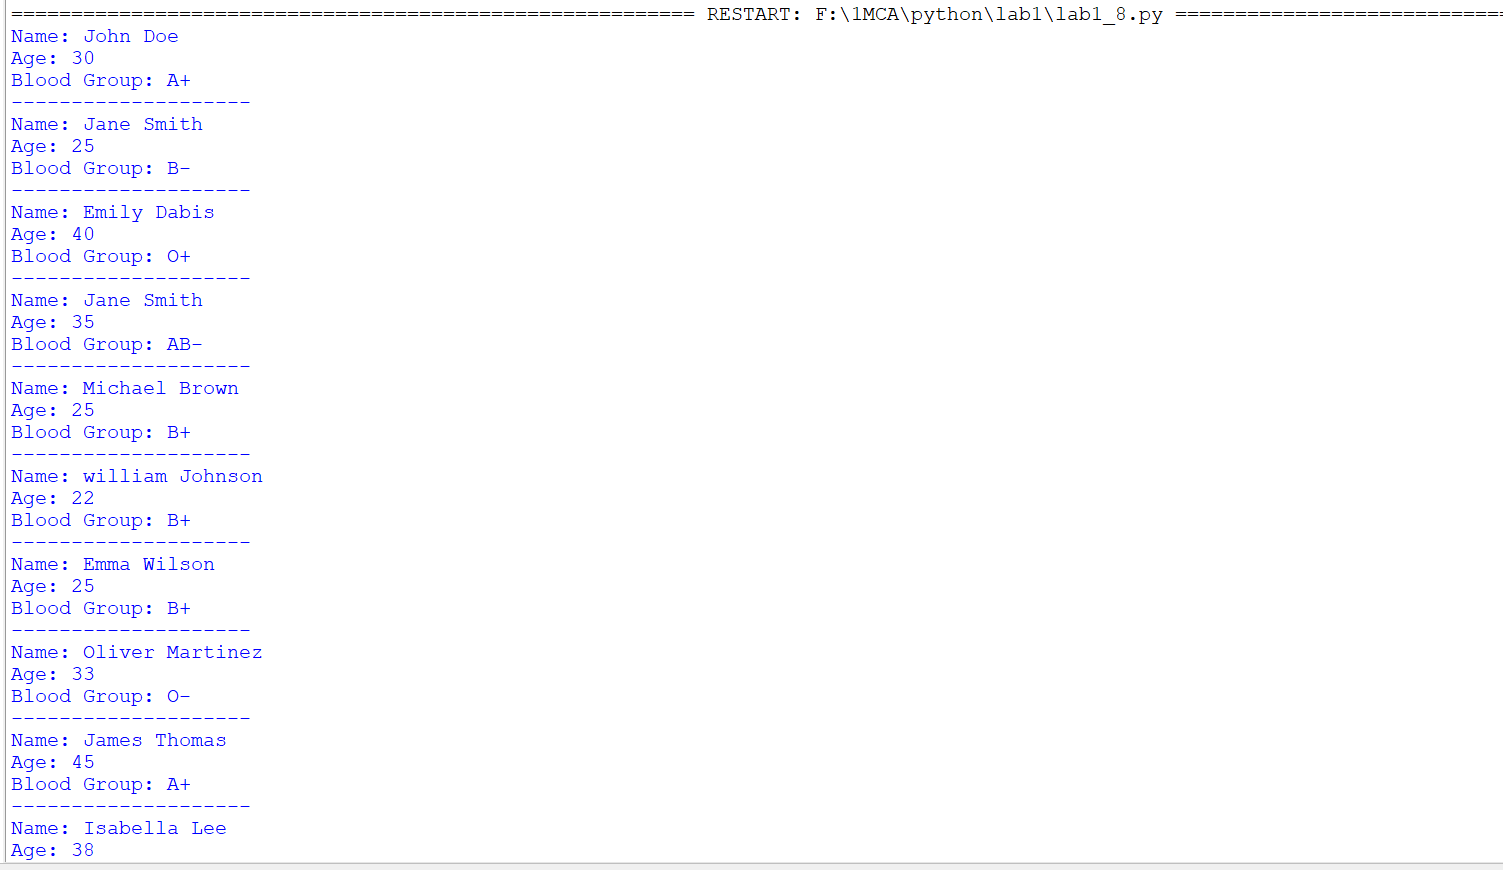 ========================================================= RESTART: F:\1MCA\python\lab1\lab1_8.py ============================
Name: John Doe
Age: 30
Blood Group: A+
--------------------
Name: Jane Smith
Age: 25
Blood Group: B-
--------------------
Name: Emily Dabis
Age: 40
Blood Group: O+
--------------------
Name: Jane Smith
Age: 35
Blood Group: AB-
--------------------
Name: Michael Brown
Age: 25
Blood Group: B+
--------------------
Name: william Johnson
Age: 22
Blood Group: B+
--------------------
Name: Emma Wilson
Age: 25
Blood Group: B+
--------------------
Name: Oliver Martinez
Age: 33
Blood Group: O-
--------------------
Name: James Thomas
Age: 45
Blood Group: A+
--------------------
Name: Isabella Lee
Age: 38